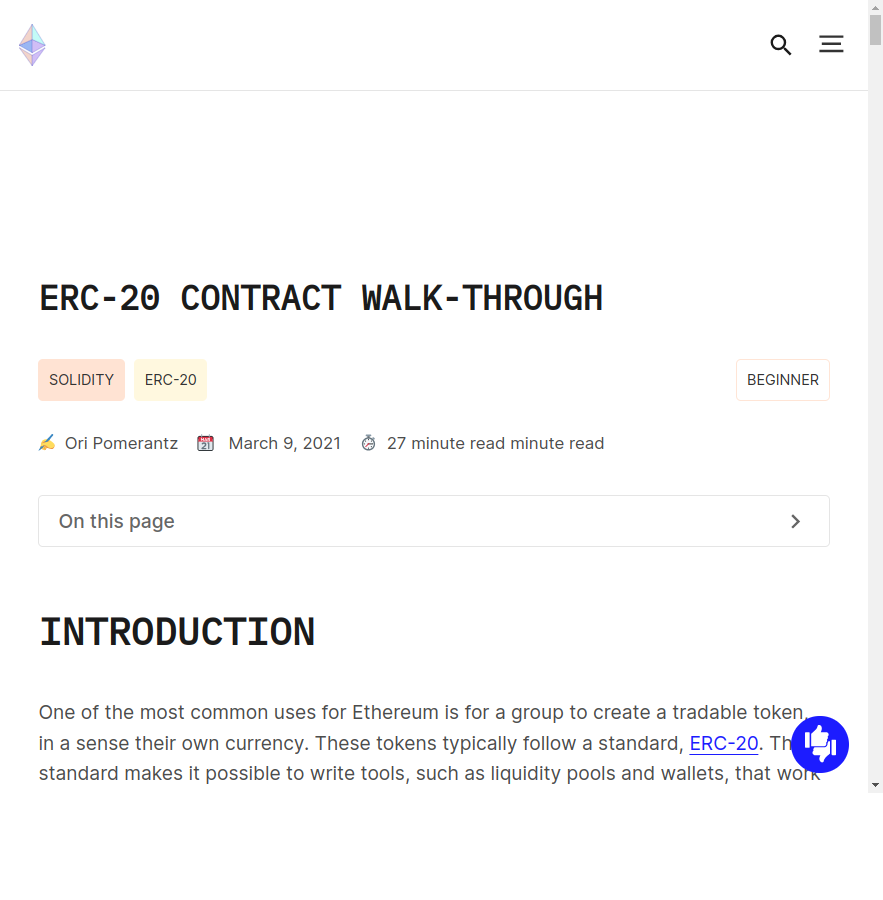 ERC-20 CONTRACT WALK-THROUGH
SOLIDITY
ERC-20
BEGINNER
Ori Pomerantz
March 9, 2021
27 minute read minute read
On this page
INTRODUCTION
One of the most common uses for Ethereum is for a group to create a tradable token,
in a sense their own currency. These tokens typically follow a standard, ERC-20.
standard makes it possible to write tools, such as liquidity pools and wallets, that work